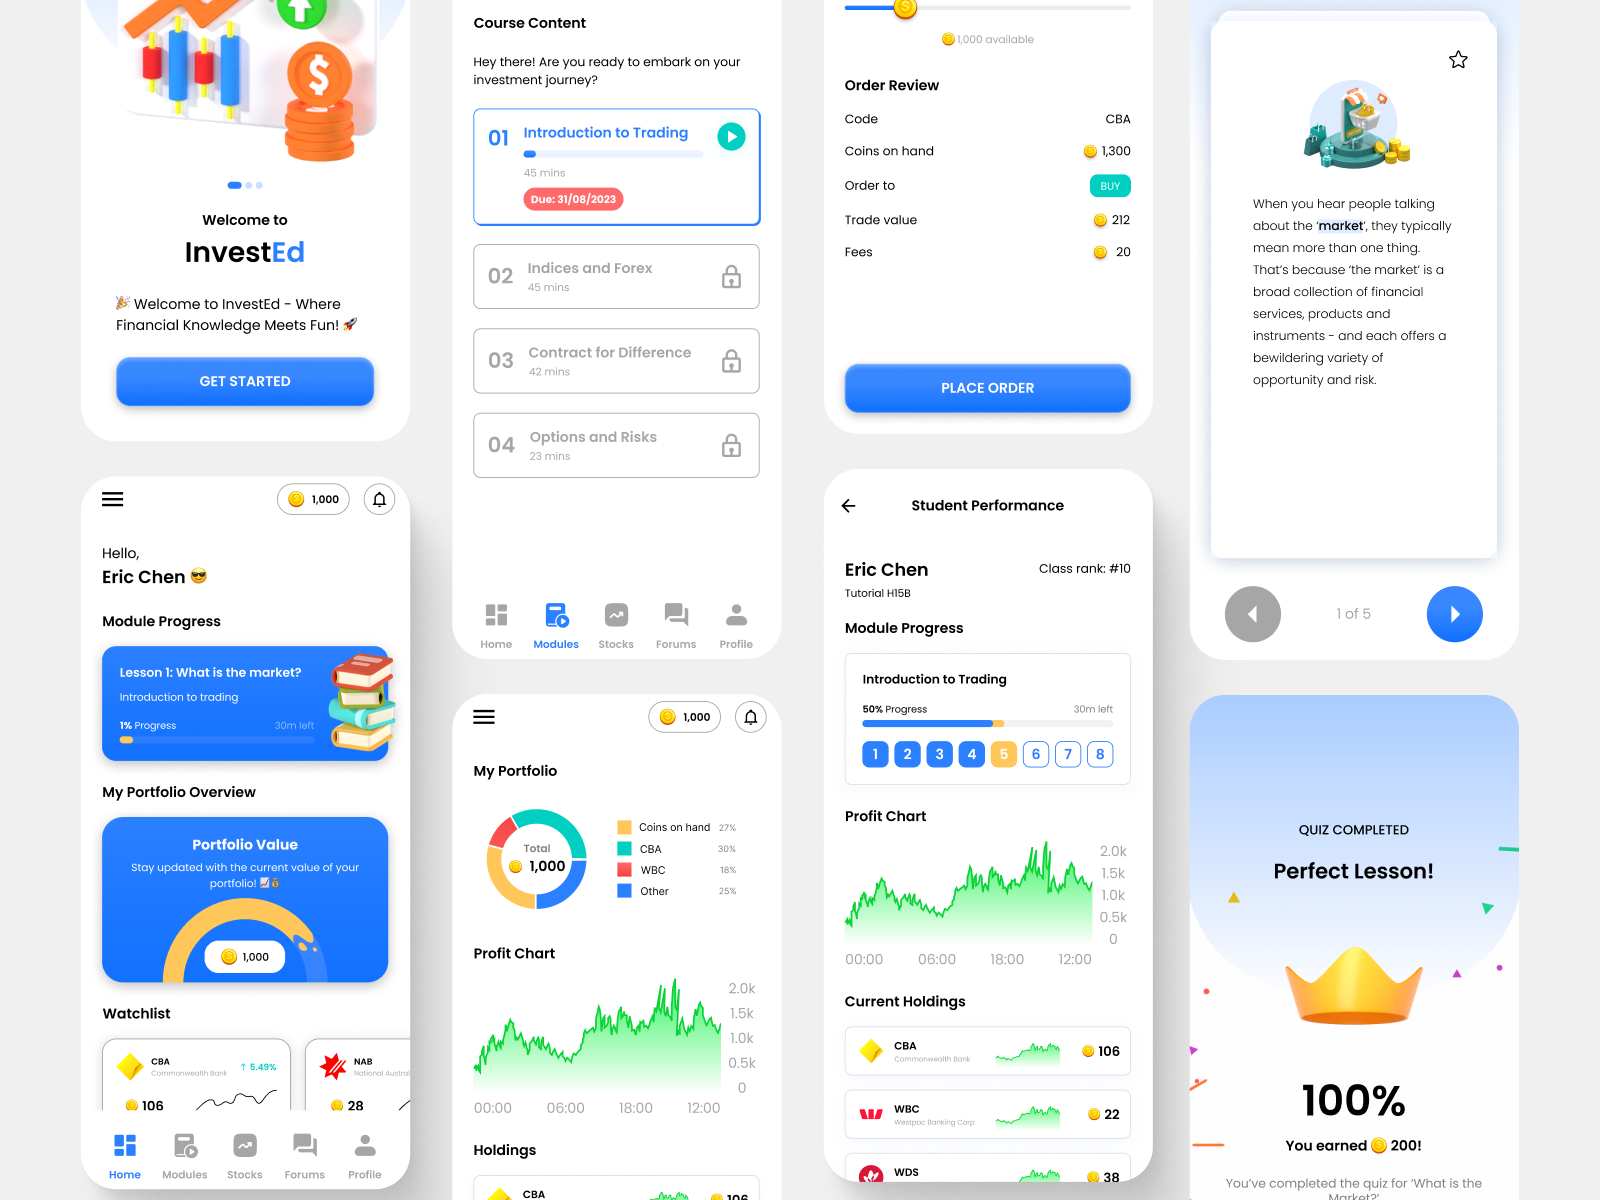 Welcome to
InvestEd
🎉 Welcome to InvestEd - Where
Financial Knowledge Meets Fun! 🚀
GET STARTED
1,000
Hello,
Eric Chen 😎
Module Progress
Lesson 1: What is the market?
Introduction to trading
1% Progress 30m left
My Portfolio Overview
Portfolio Value
Stay updated with the current value of your
portfolio! 📈💰
1,000
Watchlist
CBA
Commonwealth Bank
↑ 5.49%
106
NAB
National Austral
28
Home Modules Stocks Forums Profile
Course Content
Hey there! Are you ready to embark on your
investment journey?
01 Introduction to Trading
45 mins
Due: 31/08/2023
02 Indices and Forex
45 mins
03 Contract for Difference
42 mins
04 Options and Risks
23 mins
Home Modules Stocks Forums Profile
1,000
My Portfolio
Total
1,000
Coins on hand 27%
CBA 30%
WBC 18%
Other 25%
Profit Chart
2.0k
1.5k
1.0k
0.5k
0
00:00 06:00 18:00 12:00
Holdings
CBA
106
1,000 available
Order Review
Code CBA
Coins on hand 1,300
Order to BUY
Trade value 212
Fees 20
PLACE ORDER
Student Performance
Eric Chen Class rank: #10
Tutorial H15B
Module Progress
Introduction to Trading
50% Progress 30m left
1 2 3 4 5 6 7 8
Profit Chart
2.0k
1.5k
1.0k
0.5k
0
00:00 06:00 18:00 12:00
Current Holdings
CBA
Commonwealth Bank
106
WBC
Westpac Banking Corp
22
WDS
38
When you hear people talking
about the ‘market’, they typically
mean more than one thing.
That’s because ‘the market’ is a
broad collection of financial
services, products and
instruments - and each offers a
bewildering variety of
opportunity and risk.
1 of 5
QUIZ COMPLETED
Perfect Lesson!
100%
You earned 200!
You’ve completed the quiz for ‘What is the
Market?’